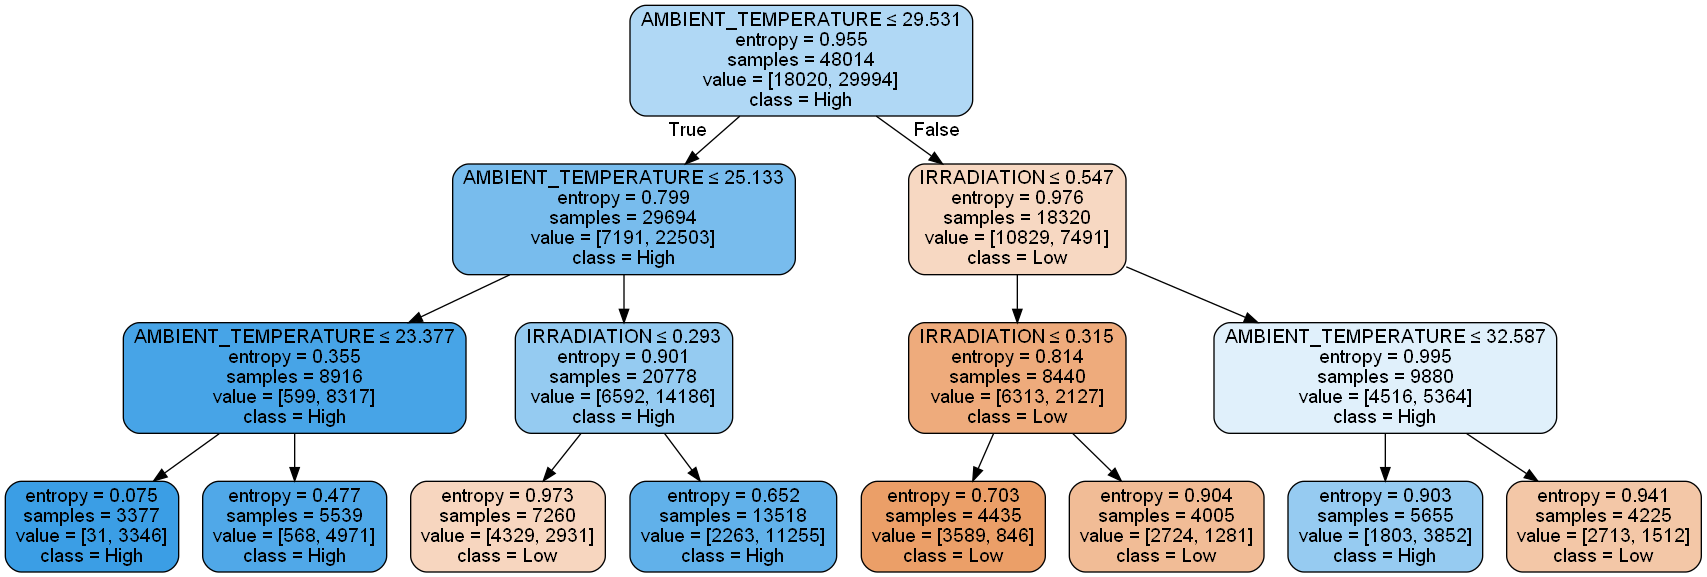 AMBIENT_TEMPERATURE ≤ 29.531
entropy = 0.955
samples = 48014
value = [18020, 29994]
class = High
True
False
AMBIENT_TEMPERATURE ≤ 25.133
entropy = 0.799
samples = 29694
value = [7191, 22503]
class = High
IRRADIATION ≤ 0.547
entropy = 0.976
samples = 18320
value = [10829, 7491]
class = Low
AMBIENT_TEMPERATURE ≤ 23.377
entropy = 0.355
samples = 8916
value = [599, 8317]
class = High
IRRADIATION ≤ 0.293
entropy = 0.901
samples = 20778
value = [6592, 14186]
class = High
IRRADIATION ≤ 0.315
entropy = 0.814
samples = 8440
value = [6313, 2127]
class = Low
AMBIENT_TEMPERATURE ≤ 32.587
entropy = 0.995
samples = 9880
value = [4516, 5364]
class = High
entropy = 0.075
samples = 3377
value = [31, 3346]
class = High
entropy = 0.477
samples = 5539
value = [568, 4971]
class = High
entropy = 0.973
samples = 7260
value = [4329, 2931]
class = Low
entropy = 0.652
samples = 13518
value = [2263, 11255]
class = High
entropy = 0.703
samples = 4435
value = [3589, 846]
class = Low
entropy = 0.904
samples = 4005
value = [2724, 1281]
class = Low
entropy = 0.903
samples = 5655
value = [1803, 3852]
class = High
entropy = 0.941
samples = 4225
value = [2713, 1512]
class = Low